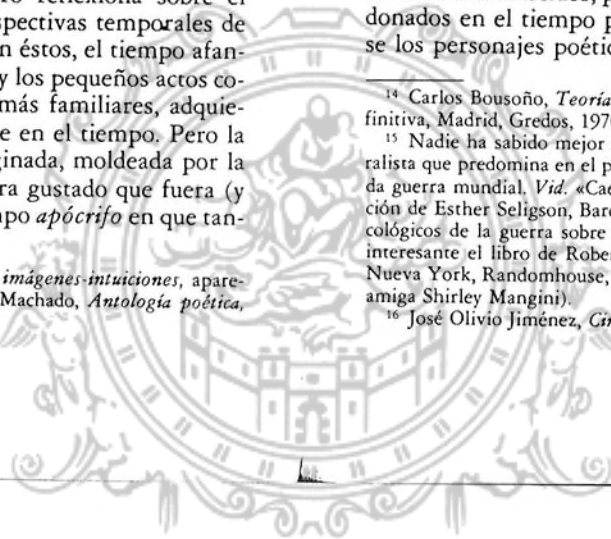 reflexiona sobre el
spectivas temporales de
n éstos, el tiempo afan-
y los pequeños actos co-
más familiares, adquie-
e en el tiempo. Pero la
ginada, moldeada por la
ra gustado que fuera (y
mpo apócrifo en que tan-
imágenes-intuiciones, apare-
Machado, Antología poética,
donados en el tiempo p
se los personajes poétic
¹⁴ Carlos Bousoño, Teoría
finitiva, Madrid, Gredos, 197
¹⁵ Nadie ha sabido mejor
ralista que predomina en el p
da guerra mundial. Vid. «Cae
ción de Esther Seligson, Barc
cológicos de la guerra sobre
interesante el libro de Rober
Nueva York, Randomhouse,
amiga Shirley Mangini).
¹⁶ José Olivio Jiménez, Cin